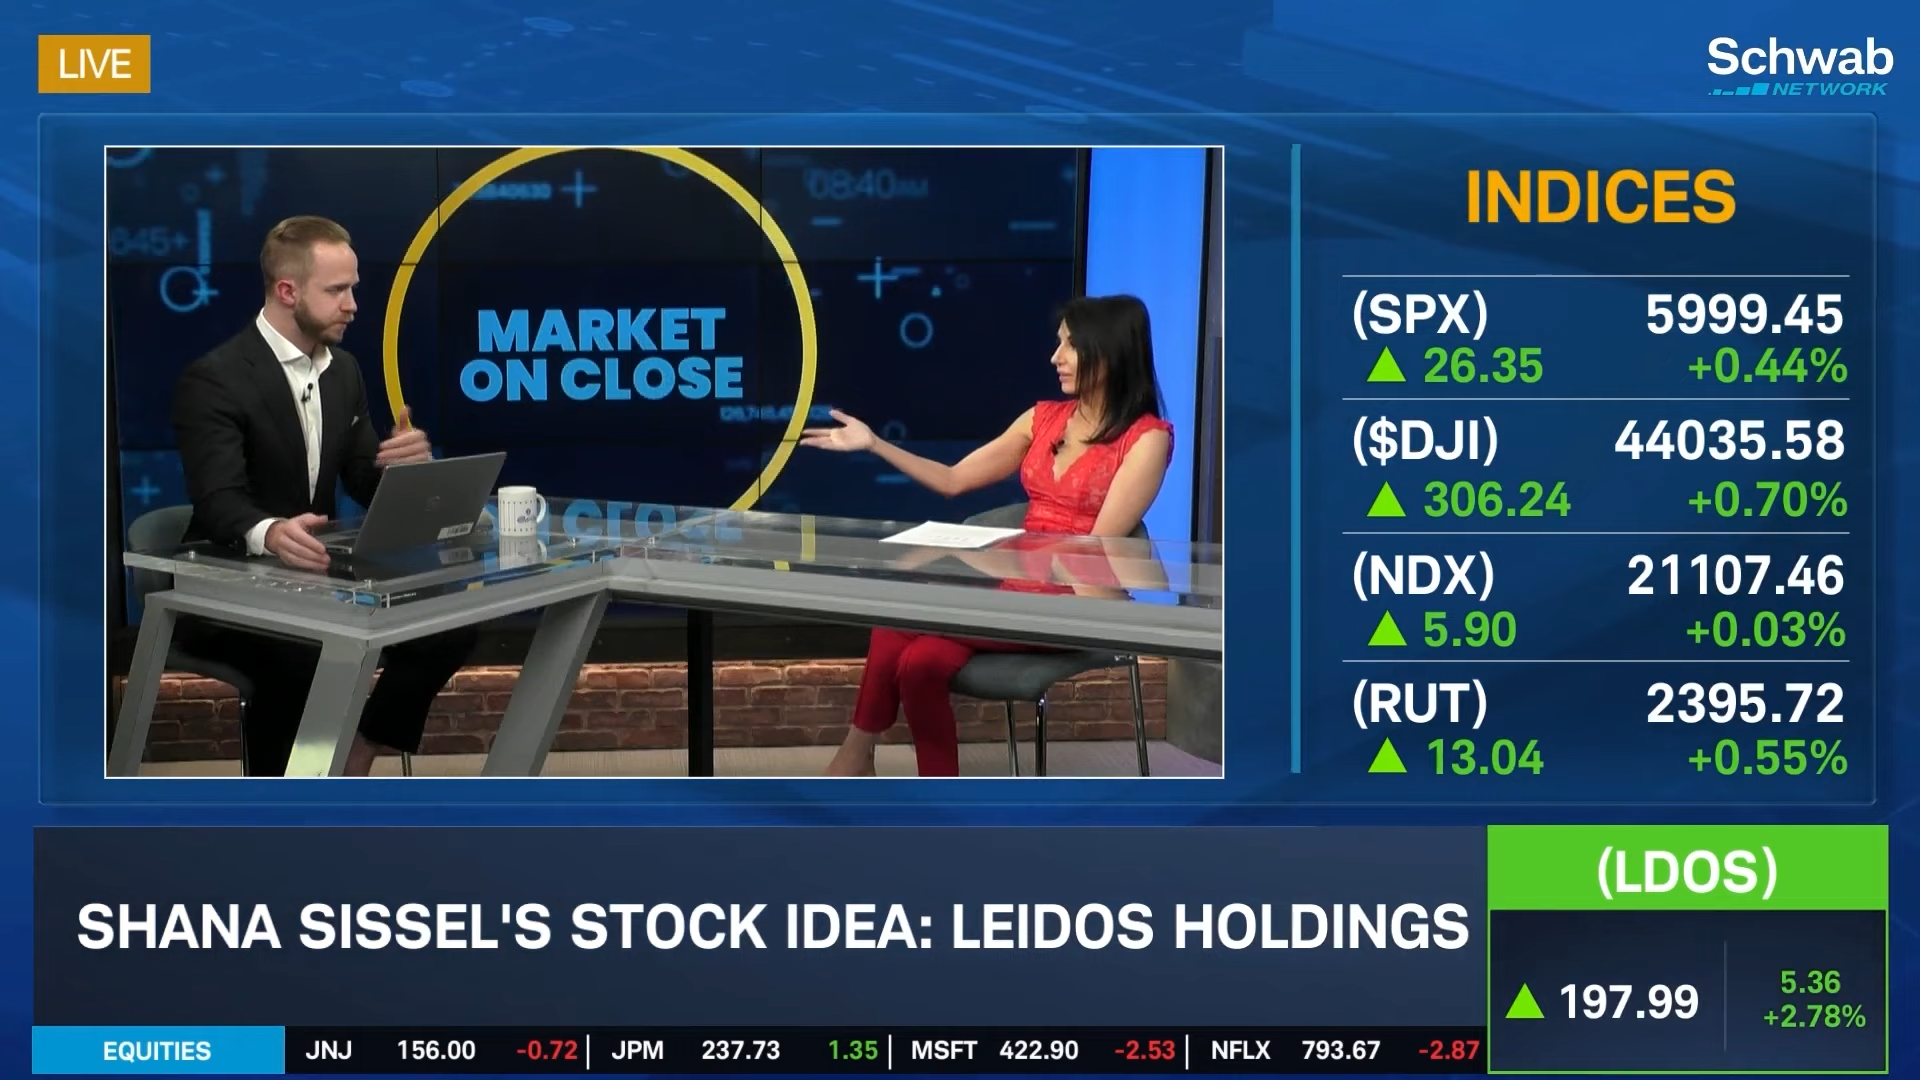 LIVE
Schwab
NETWORK
08:40AM
645+
MARKET
ON CLOSE
INDICES
(SPX) 5999.45
▲ 26.35 +0.44%
($DJI) 44035.58
▲ 306.24 +0.70%
(NDX) 21107.46
▲ 5.90 +0.03%
(RUT) 2395.72
▲ 13.04 +0.55%
SHANA SISSEL'S STOCK IDEA: LEIDOS HOLDINGS
(LDOS)
▲ 197.99 5.36
+2.78%
EQUITIES JNJ 156.00 -0.72 | JPM 237.73 1.35 | MSFT 422.90 -2.53 | NFLX 793.67 -2.87